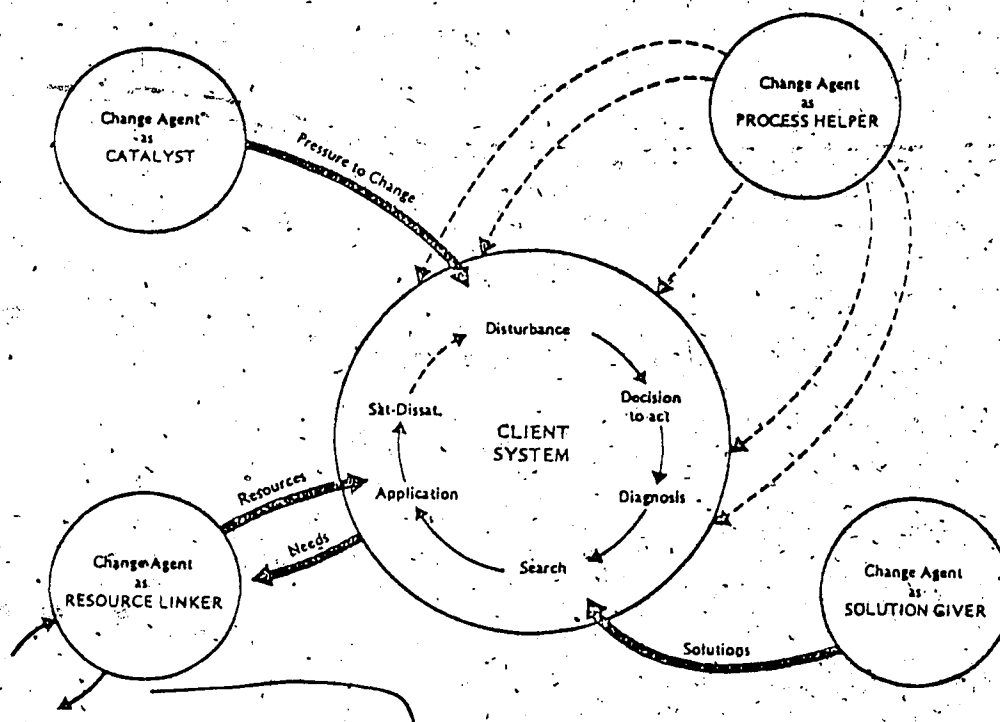 Change Agent
as
CATALYST
Pressure to Change
Change Agent
as
PROCESS HELPER
Disturbance
Decision
to act
Sat-Dissat.
CLIENT
SYSTEM
Application
Diagnosis
Search
Resources
Needs
Change Agent
as
RESOURCE LINKER
Change Agent
as
SOLUTION GIVER
Solutions